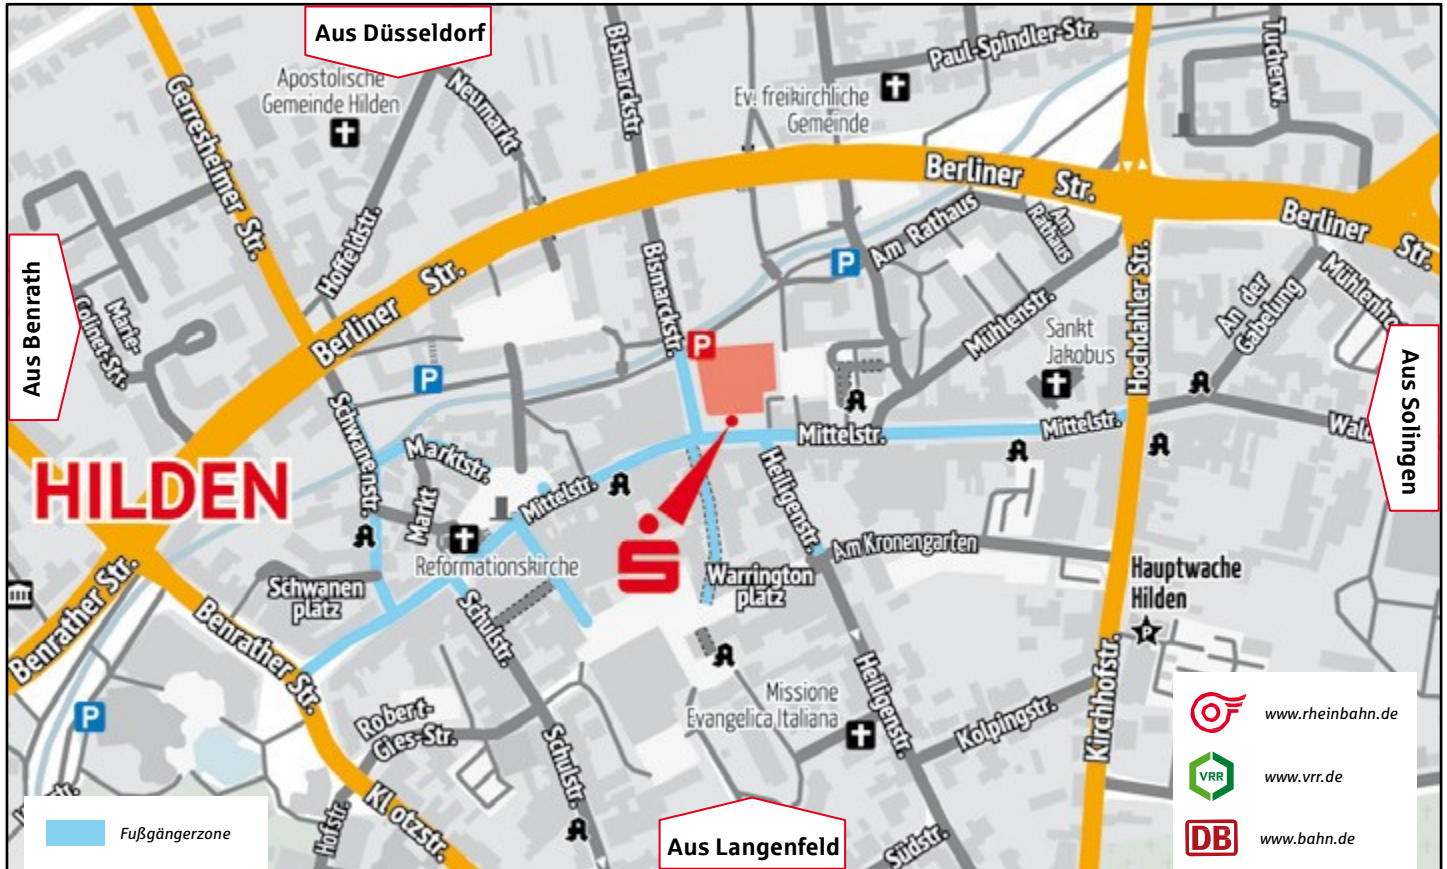 Aus Düsseldorf
Apostolische
Gemeinde Hilden
Neumarkt
Bismarckstr.
Ev. freikirchliche
Gemeinde
Paul-Spindler-Str.
Tucherw.
Gerresheimer Str.
Hoffeldstr.
Berliner Str.
Berliner Str.
Aus Benrath
Marie-
Colinet-Str.
Berliner Str.
Bismarckstr.
P
Am Rathaus
Am
Rathaus
Mühlenstr.
Hochdahler Str.
An der
Gabelung
Sankt
Jakobus
P
P
Aus Solingen
Schwanenstr.
Marktstr.
Markt
Mittelstr.
Mittelstr.
Mittelstr.
HILDEN
Reformationskirche
Heiligenstr.
Am Kronengarten
Schwanen
platz
Warrington
platz
Hauptwache
Hilden
P
Benrather Str.
Benrather Str.
Schulstr.
Missione
Evangelica Italiana
Heiligenstr.
Kolpingstr.
Kirchhofstr.
P
Robert-
Gies-Str.
Schulstr.
Klotzstr.
Hofstr.
Südstr.
Fußgängerzone
Aus Langenfeld
www.rheinbahn.de
VRR
www.vrr.de
DB
www.bahn.de